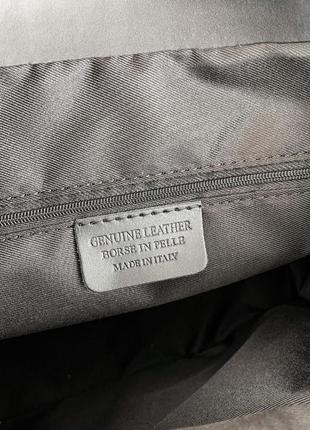 GENUINE LEATHER
BORSE IN PELLE
MADE IN ITALY